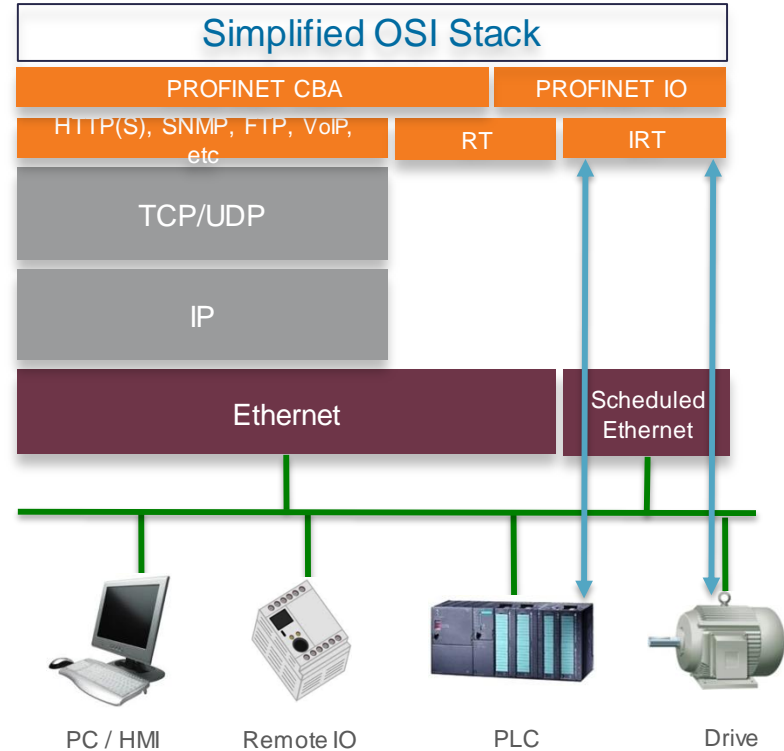 Simplified OSI Stack
PROFINET CBA
PROFINET IO
HTTP(S), SNMP, FTP, VoIP,
etc
RT
IRT
TCP/UDP
IP
Ethernet
Scheduled
Ethernet
PC / HMI
Remote IO
PLC
Drive